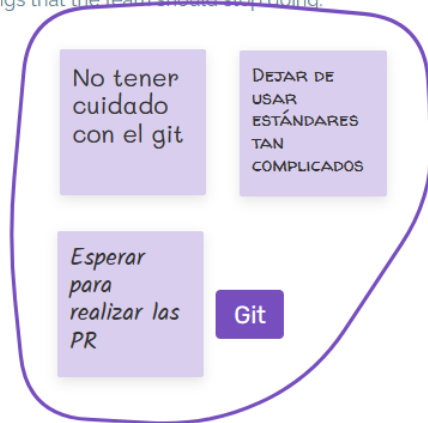 ngs that the team should stop doing.
No tener
cuidado
con el git
DEJAR DE
USAR
ESTÁNDARES
TAN
COMPLICADOS
Esperar
para
realizar las
PR
Git